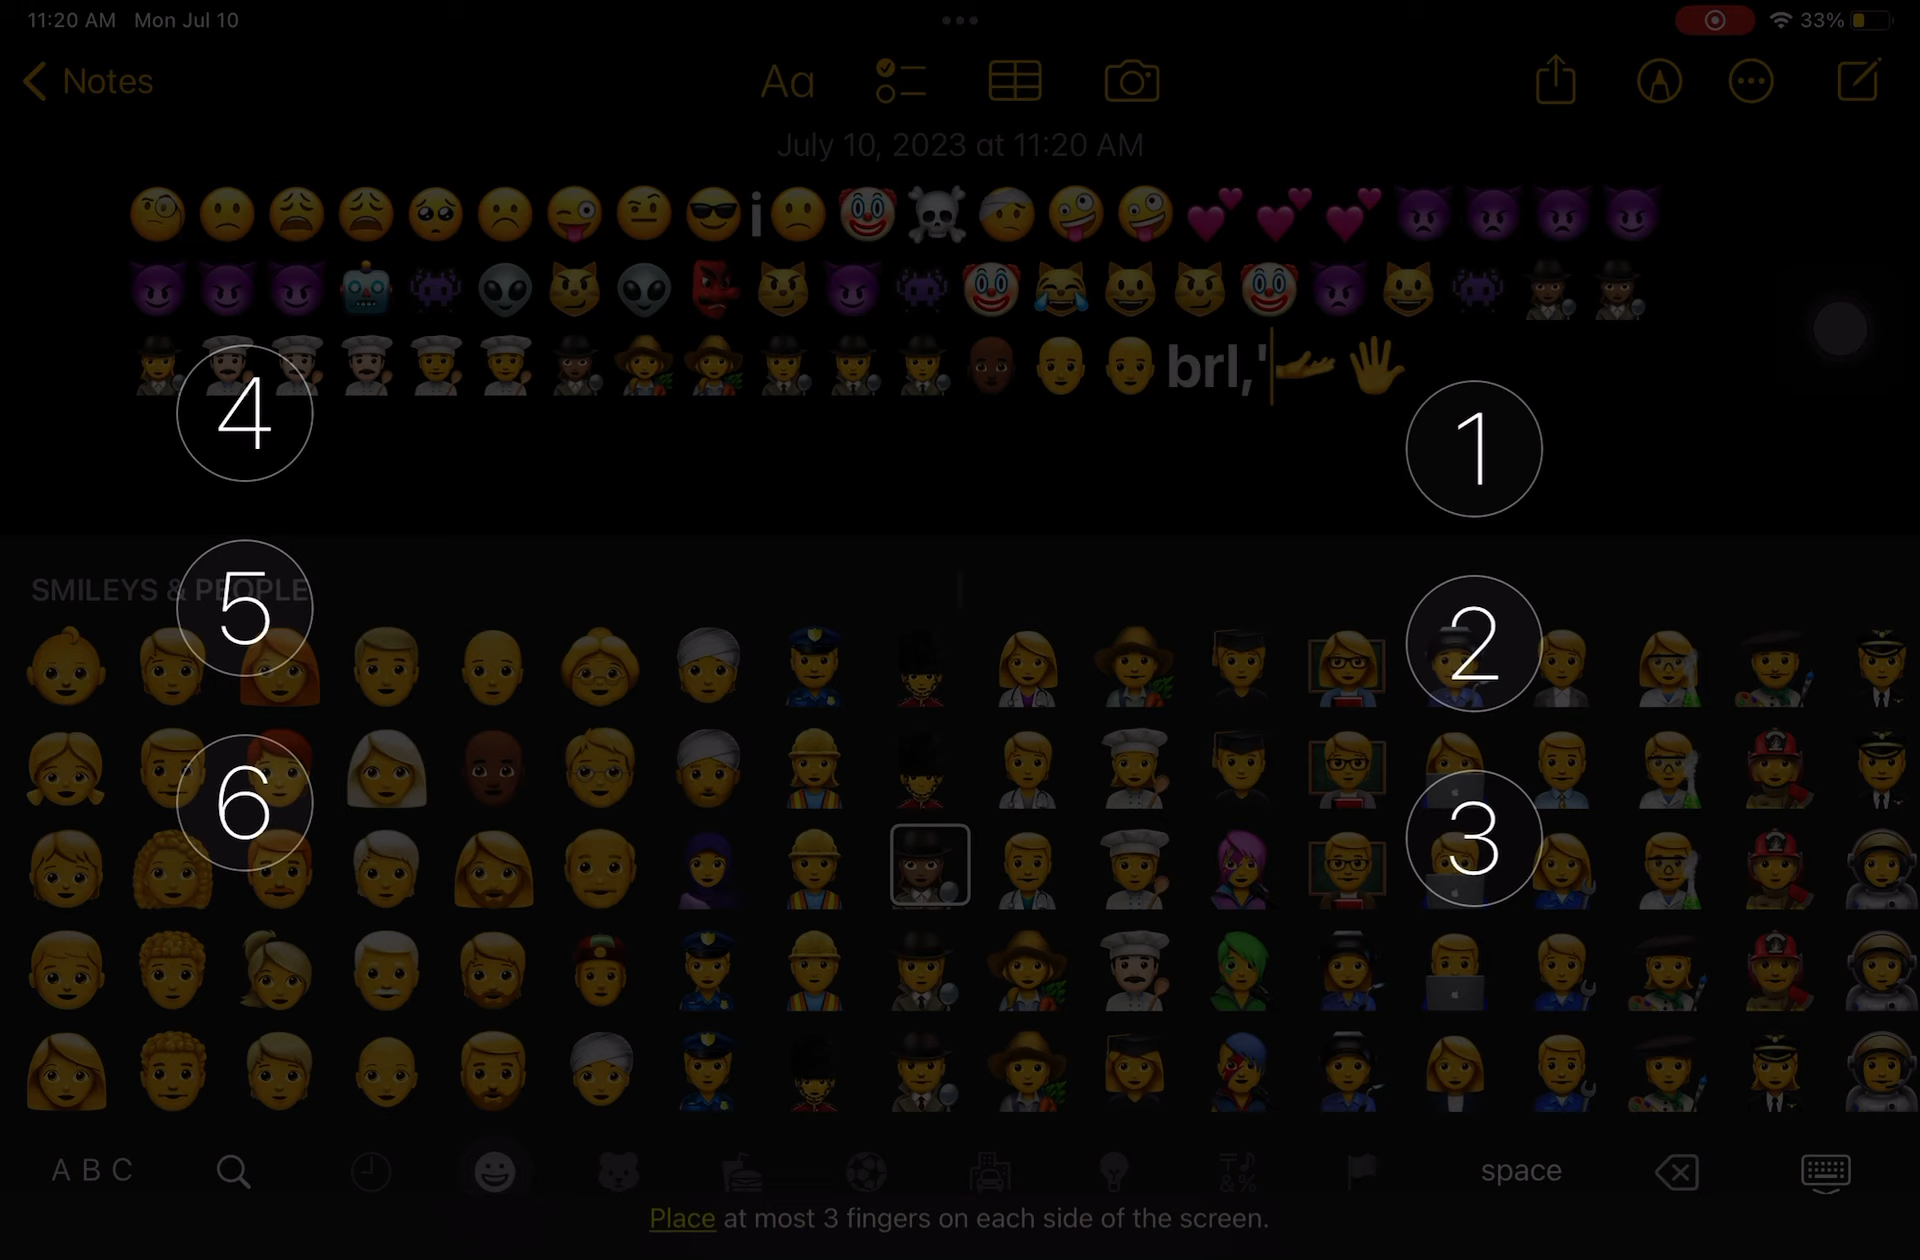 11:20 AM Mon Jul 10
33%
Notes
Aa
July 10, 2023 at 11:20 AM
i
brl,'
4
1
5
2
6
3
SMILEYS & PEOPLE
ABC
space
Place at most 3 fingers on each side of the screen.